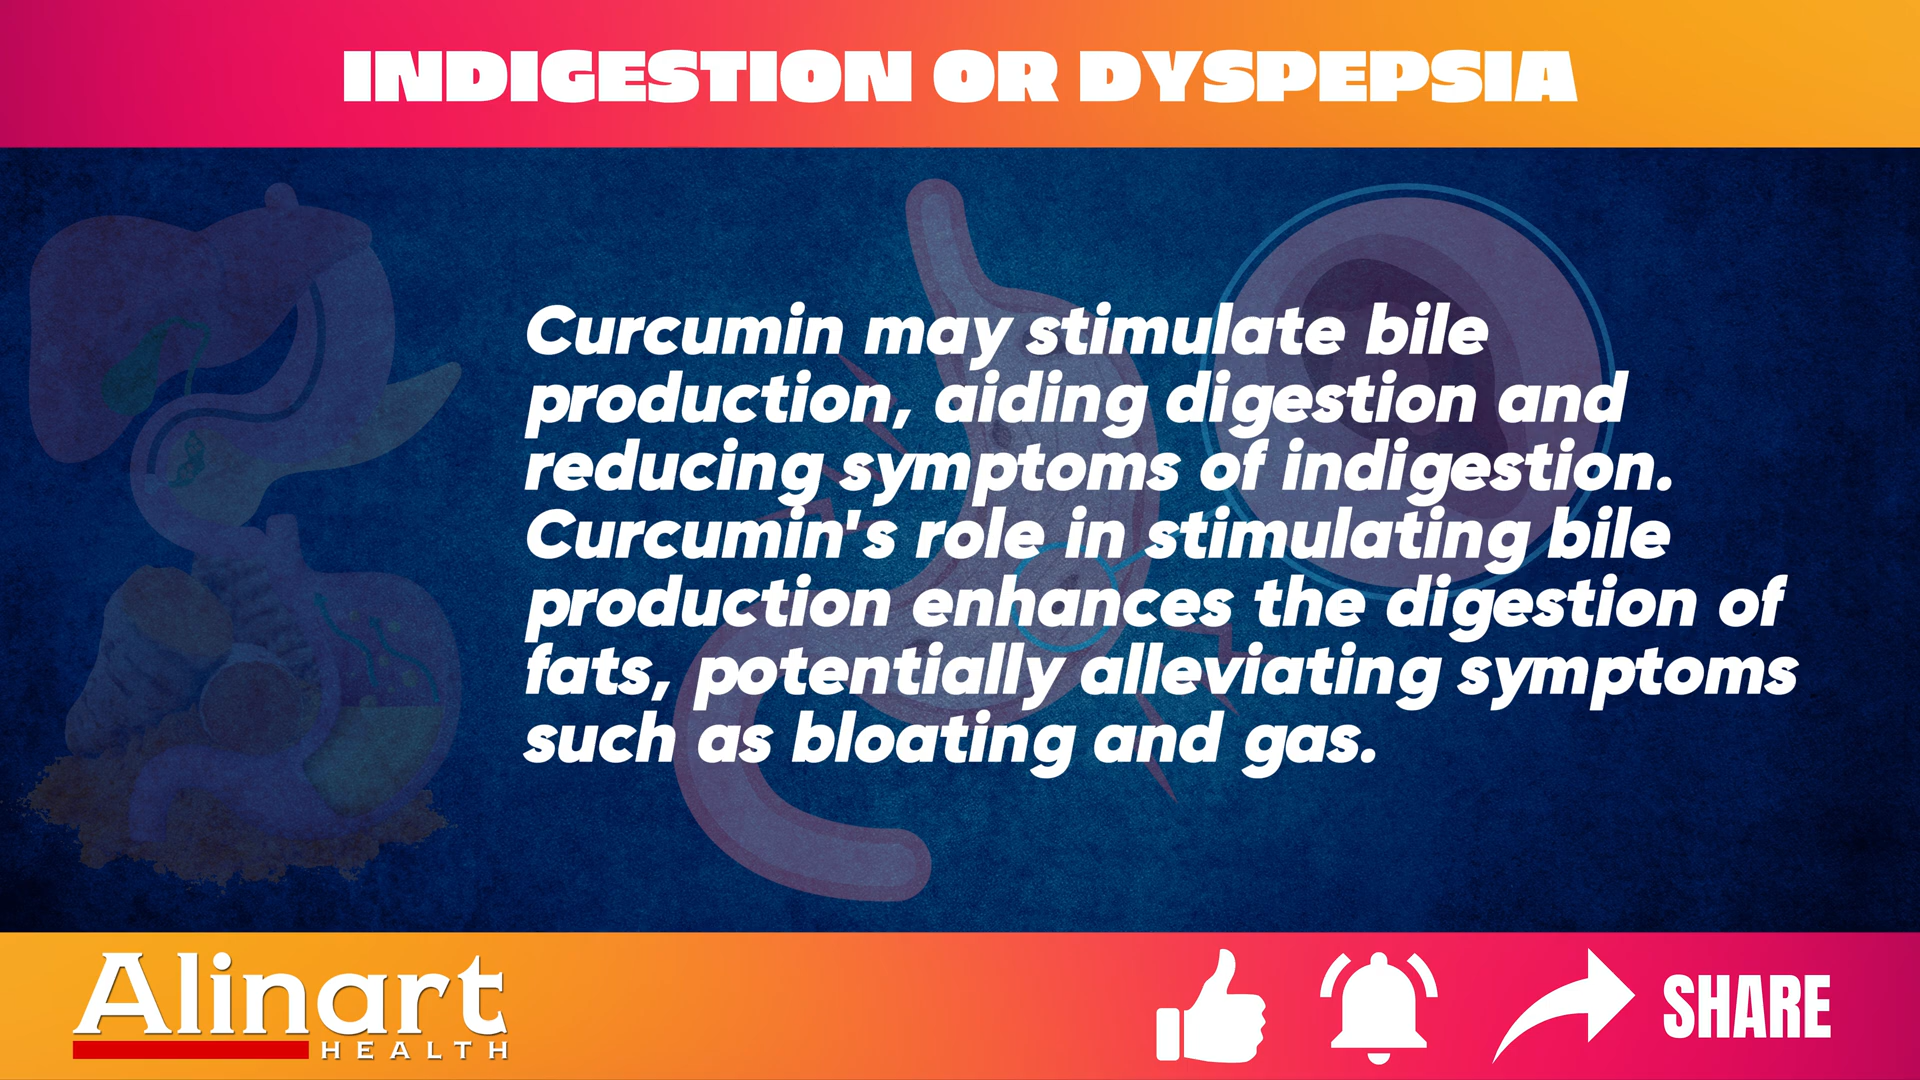 INDIGESTION OR DYSPEPSIA
Curcumin may stimulate bile
production, aiding digestion and
reducing symptoms of indigestion.
Curcumin's role in stimulating bile
production enhances the digestion of
fats, potentially alleviating symptoms
such as bloating and gas.
Alinart
HEALTH
SHARE